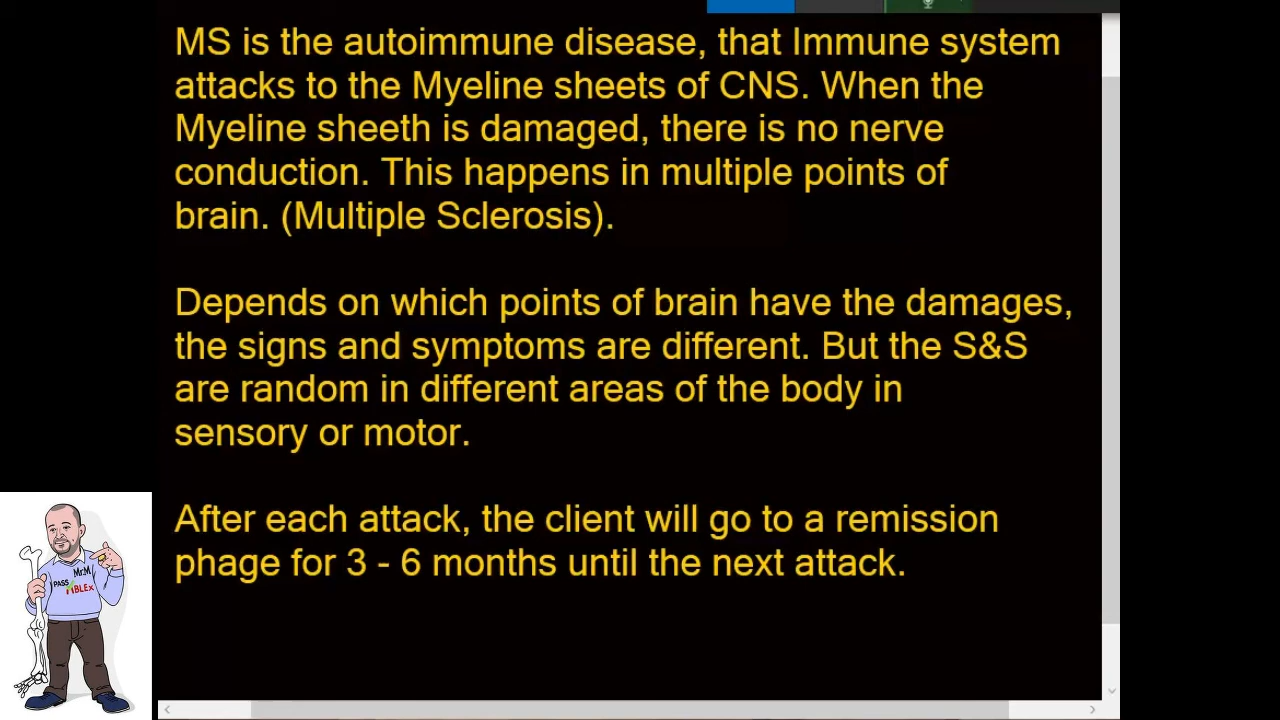 MS is the autoimmune disease, that Immune system
attacks to the Myeline sheets of CNS. When the
Myeline sheeth is damaged, there is no nerve
conduction. This happens in multiple points of
brain. (Multiple Sclerosis).
Depends on which points of brain have the damages,
the signs and symptoms are different. But the S&S
are random in different areas of the body in
sensory or motor.
After each attack, the client will go to a remission
phage for 3 - 6 months until the next attack.
Mr.M.
PASS
MBLEx